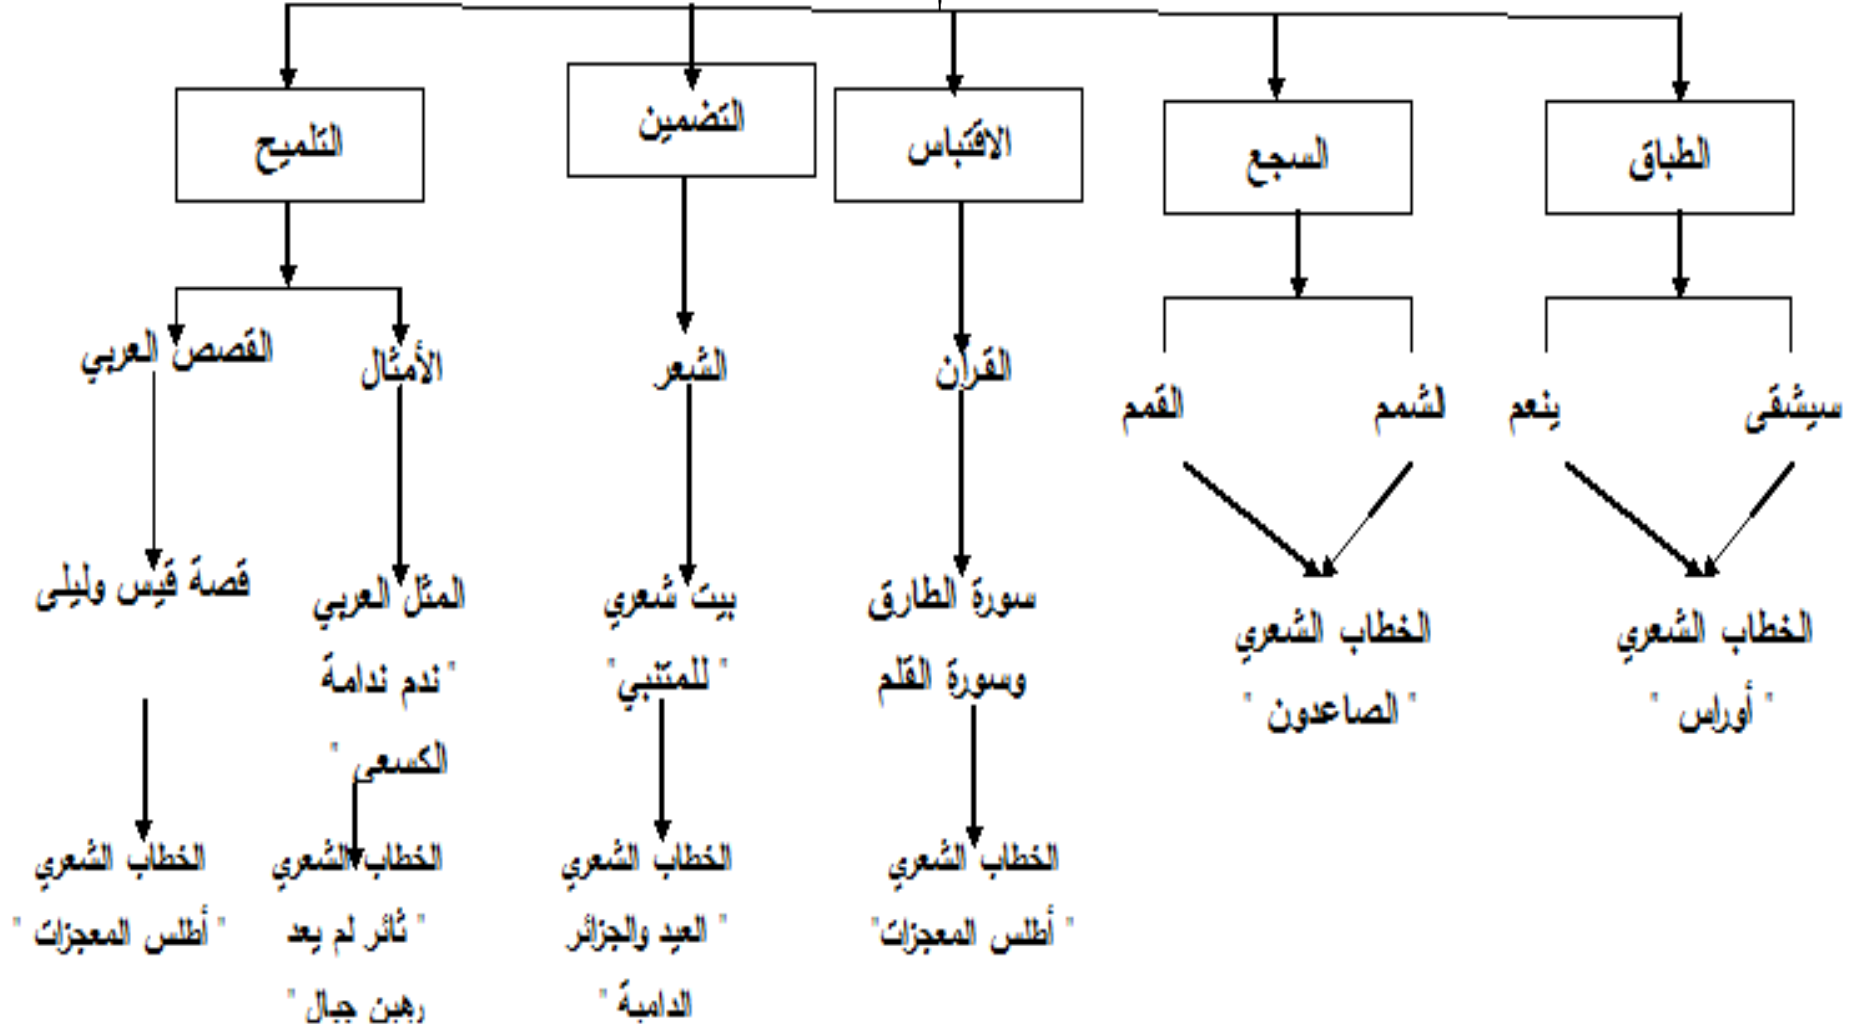 الطباق
السجع
الاقتباس
التضمين
التلميح
سيشقى
ينعم
لشمم
القمم
القرآن
الشعر
الأمثال
القصص العربي
الخطاب الشعري
" أوراس "
الخطاب الشعري
" الصاعدون "
سورة الطارق
وسورة القلم
بيت شعري
" للمتنبي"
المثل العربي
" ندم ندامة
الكسعى "
قصة قيس وليلى
الخطاب الشعري
" أطلس المعجزات"
الخطاب الشعري
" العيد والجزائر
الدامية "
الخطاب الشعري
" ثائر لم يعد
رهين جبال "
الخطاب الشعري
" أطلس المعجزات "